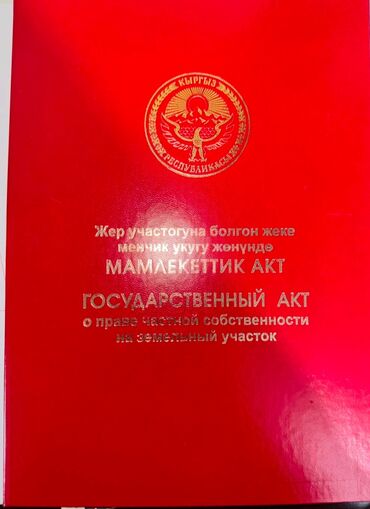 КЫРГЫЗ
РЕСПУБЛИКАСЫ
Жер участогуна болгон жеке
менчик укугу жөнүндө
МАМЛЕКЕТТИК АКТ
ГОСУДАРСТВЕННЫЙ АКТ
о праве частной собственности
на земельный участок